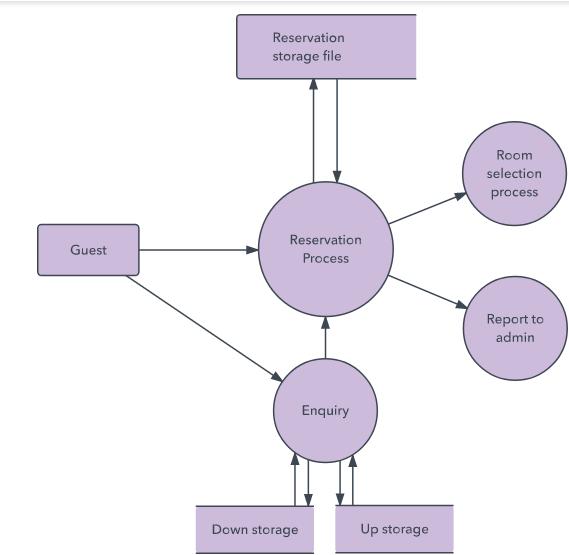 Reservation
storage file
Room
selection
process
Reservation
Process
Guest
Report to
admin
Enquiry
Down storage
Up storage